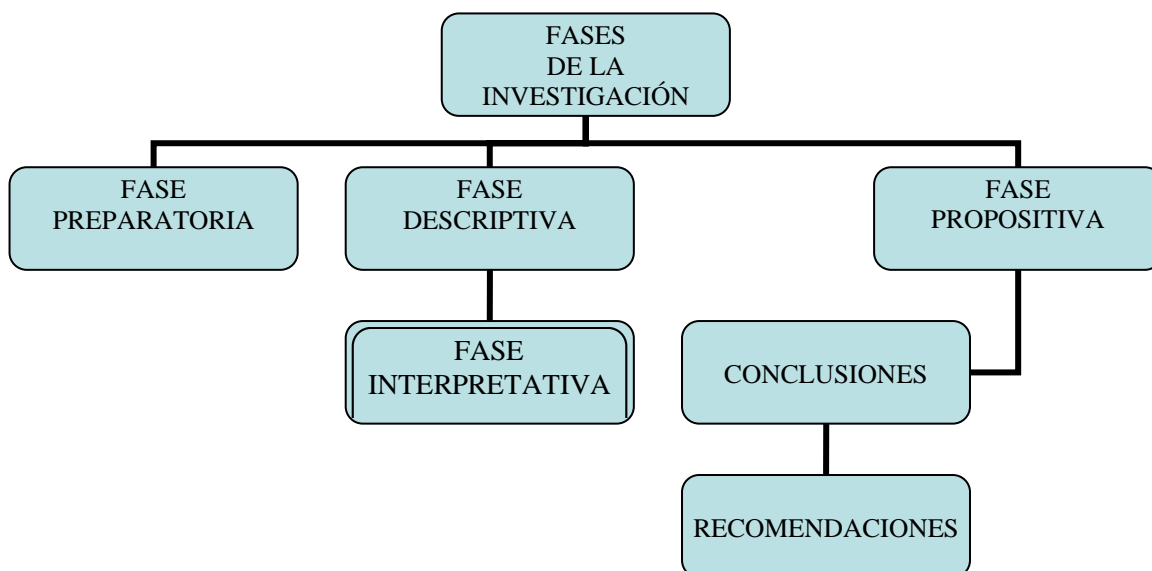 FASES
DE LA
INVESTIGACIÓN
FASE
PREPARATORIA
FASE
DESCRIPTIVA
FASE
PROPOSITIVA
FASE
INTERPRETATIVA
CONCLUSIONES
RECOMENDACIONES